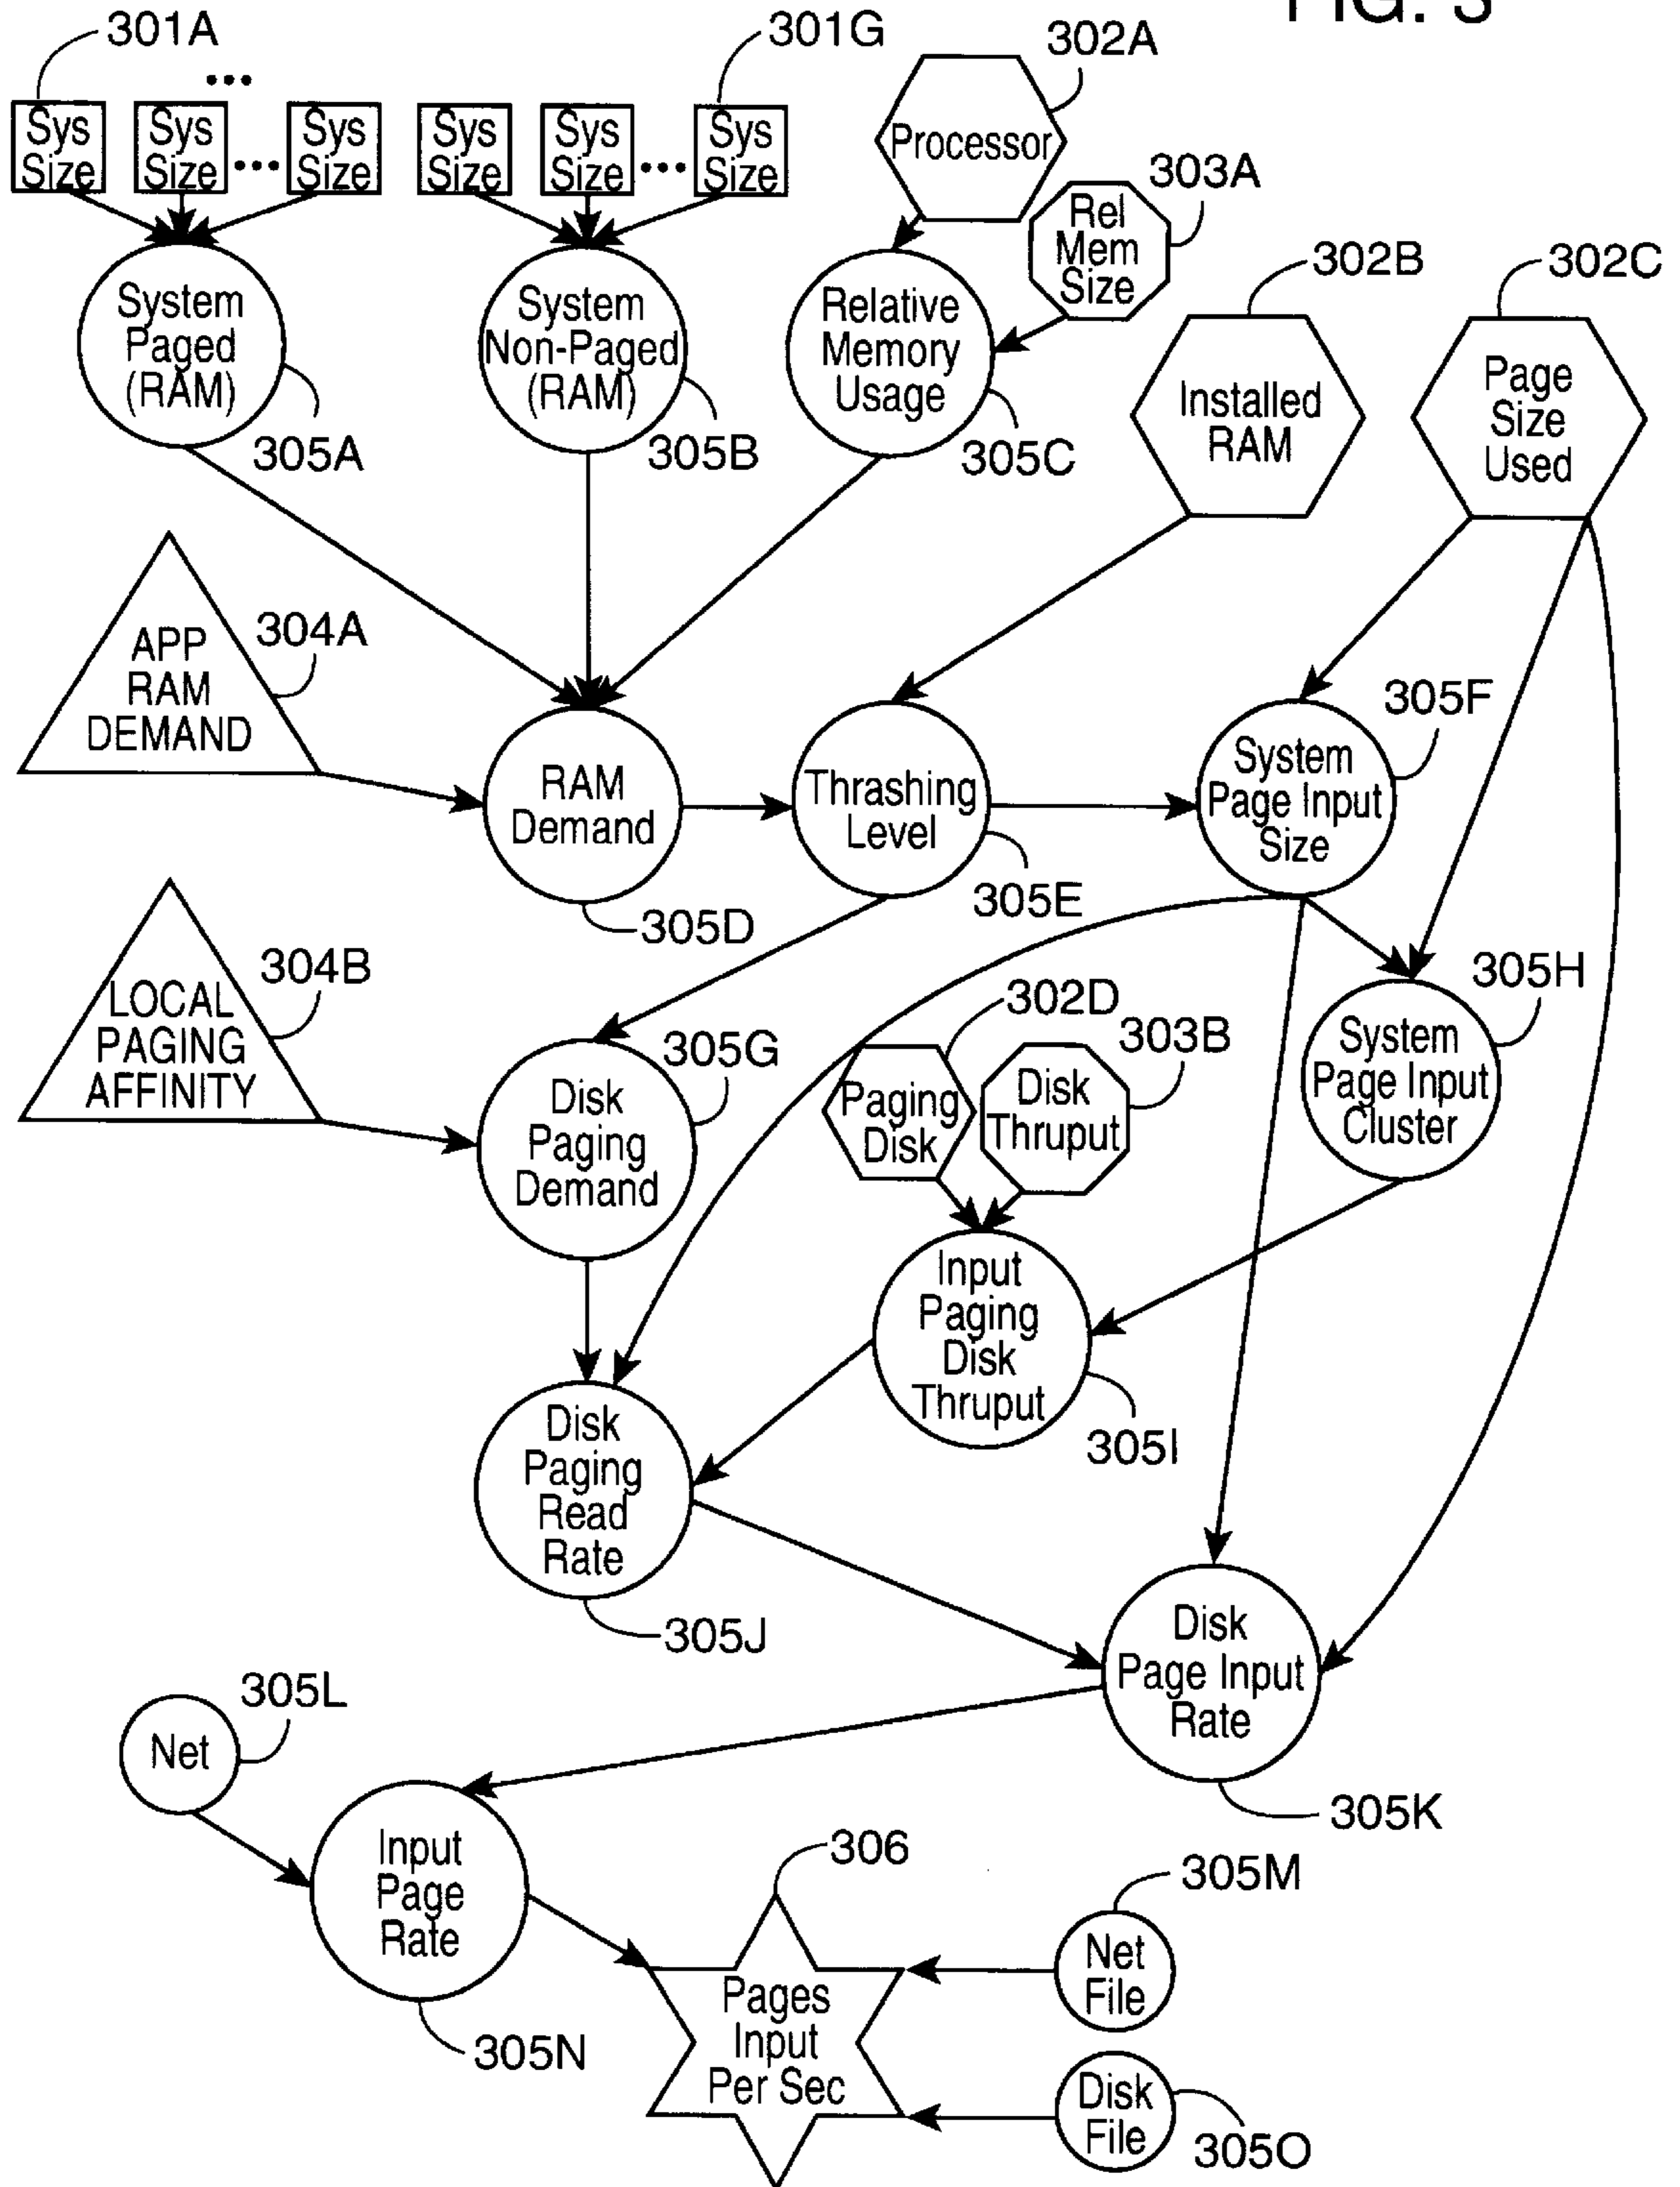 FIG. 3
301A
301G
302A
...
Sys
Size
Sys
Size
...
Sys
Size
Sys
Size
Sys
Size
...
Sys
Size
Processor
303A
Rel
Mem
Size
302B
302C
System
Paged
(RAM)
305A
System
Non-Paged
(RAM)
305B
Relative
Memory
Usage
305C
Installed
RAM
Page
Size
Used
APP
RAM
DEMAND
304A
RAM
Demand
305D
Thrashing
Level
305E
System
Page Input
Size
305F
LOCAL
PAGING
AFFINITY
304B
Disk
Paging
Demand
305G
302D
Paging
Disk
303B
Disk
Thruput
System
Page Input
Cluster
305H
Input
Paging
Disk
Thruput
305I
Disk
Paging
Read
Rate
305J
Disk
Page Input
Rate
305K
Net
305L
Input
Page
Rate
305N
306
Pages
Input
Per Sec
305M
Net
File
Disk
File
305O